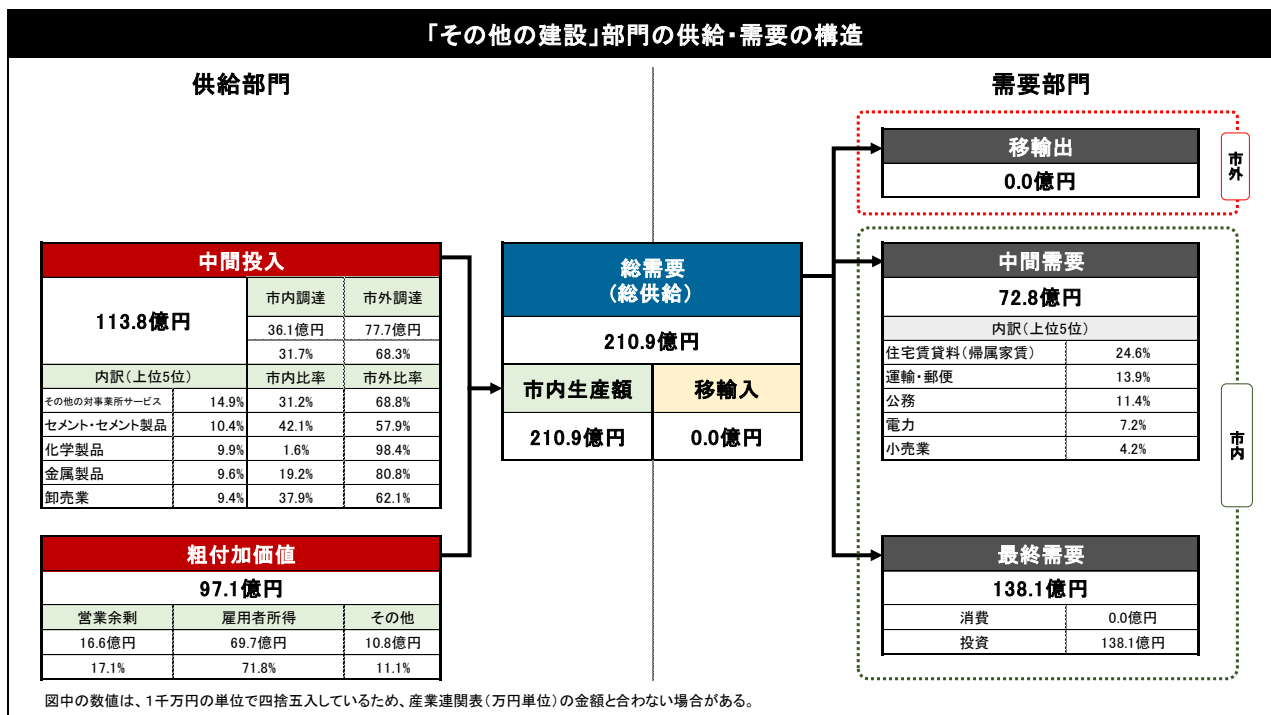 「その他の建設」部門の供給・需要の構造
供給部門
需要部門
移輸出
0.0億円
市外
中間投入
113.8億円
市内調達 市外調達
36.1億円 77.7億円
31.7% 68.3%
内訳(上位5位) 市内比率 市外比率
その他の対事業所サービス 14.9% 31.2% 68.8%
セメント・セメント製品 10.4% 42.1% 57.9%
化学製品 9.9% 1.6% 98.4%
金属製品 9.6% 19.2% 80.8%
卸売業 9.4% 37.9% 62.1%
粗付加価値
97.1億円
営業余剰 雇用者所得 その他
16.6億円 69.7億円 10.8億円
17.1% 71.8% 11.1%
総需要
(総供給)
210.9億円
市内生産額 移輸入
210.9億円 0.0億円
中間需要
72.8億円
内訳(上位5位)
住宅賃貸料(帰属家賃) 24.6%
運輸・郵便 13.9%
公務 11.4%
電力 7.2%
小売業 4.2%
市内
最終需要
138.1億円
消費 0.0億円
投資 138.1億円
図中の数値は、1千万円の単位で四捨五入しているため、産業連関表(万円単位)の金額と合わない場合がある。